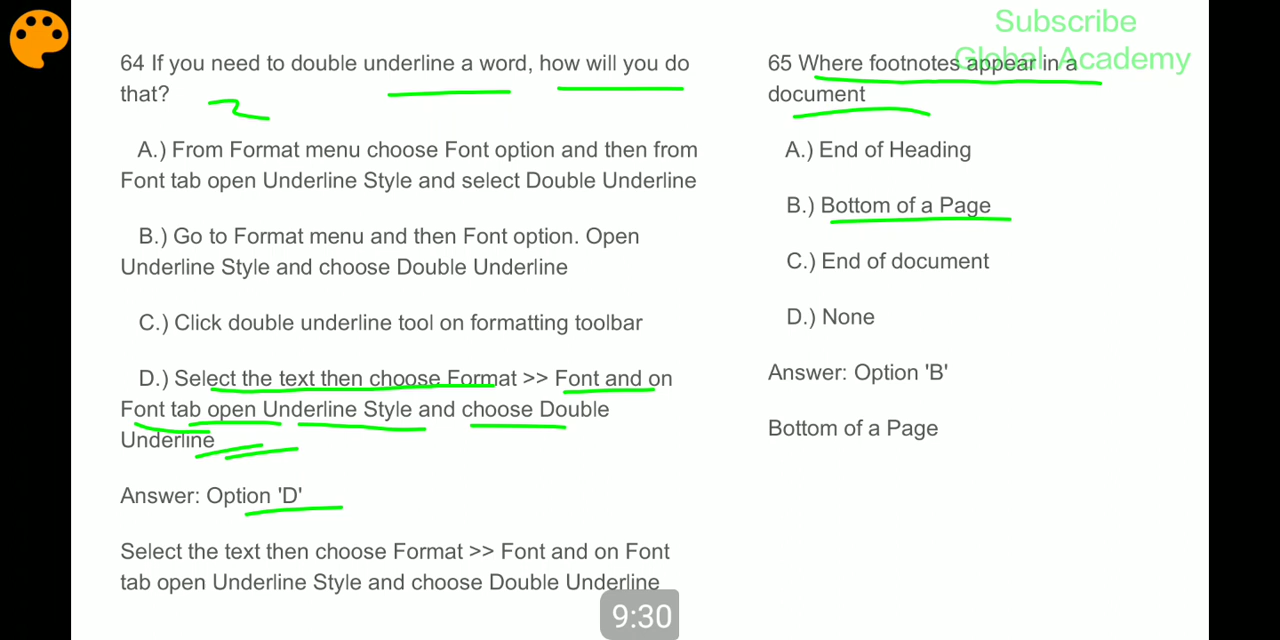 Subscribe
Global Academy
64 If you need to double underline a word, how will you do
that?
A.) From Format menu choose Font option and then from
Font tab open Underline Style and select Double Underline
B.) Go to Format menu and then Font option. Open
Underline Style and choose Double Underline
C.) Click double underline tool on formatting toolbar
D.) Select the text then choose Format >> Font and on
Font tab open Underline Style and choose Double
Underline
Answer: Option 'D'
Select the text then choose Format >> Font and on Font
tab open Underline Style and choose Double Underline
65 Where footnotes appear in a
document
A.) End of Heading
B.) Bottom of a Page
C.) End of document
D.) None
Answer: Option 'B'
Bottom of a Page
9:30